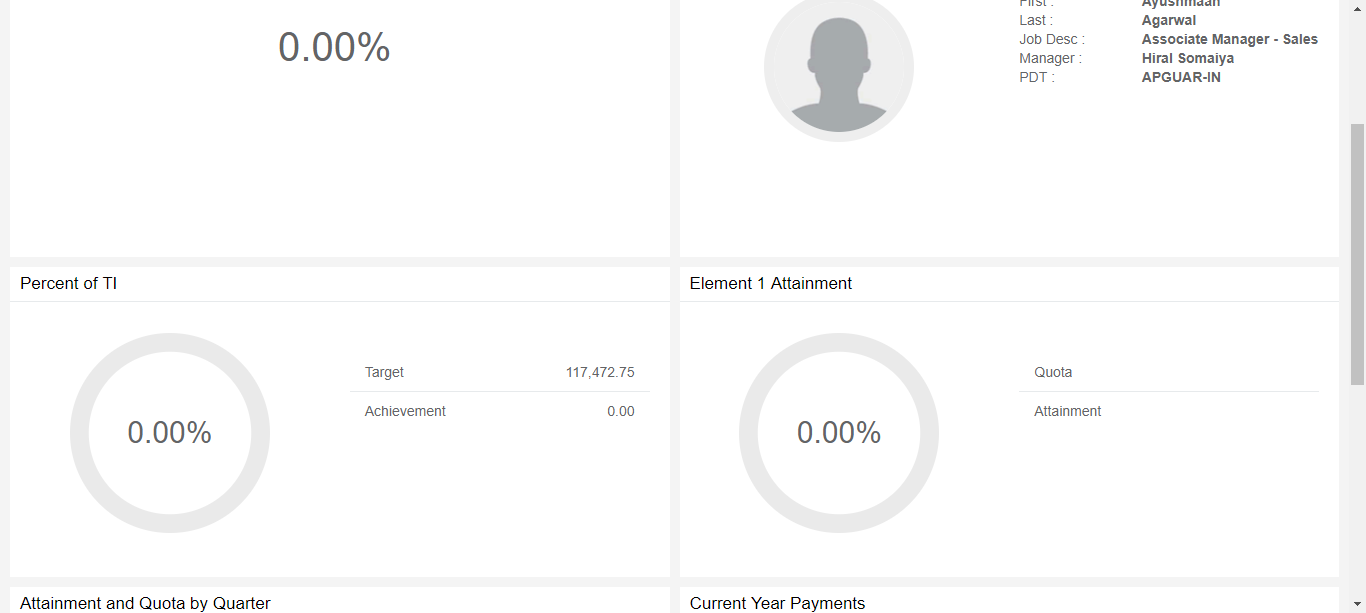 0.00%
First : Ayushmaan
Last : Agarwal
Job Desc : Associate Manager - Sales
Manager : Hiral Somaiya
PDT : APGUAR-IN
Percent of TI
0.00%
Target 117,472.75
Achievement 0.00
Element 1 Attainment
0.00%
Quota
Attainment
Attainment and Quota by Quarter
Current Year Payments